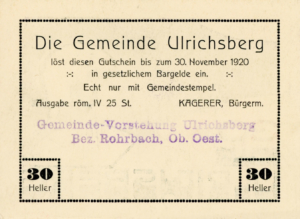 Die Gemeinde Ulrichsberg
löst diesen Gutschein bis zum 30. November 1920
in gesetzlichem Bargelde ein.
Echt nur mit Gemeindestempel.
Ausgabe röm. IV 25 St. KAGERER, Bürgerm.
Gemeinde-Vorstehung Ulrichsberg
Bez. Rohrbach, Ob. Oest.
30 30
Heller Heller